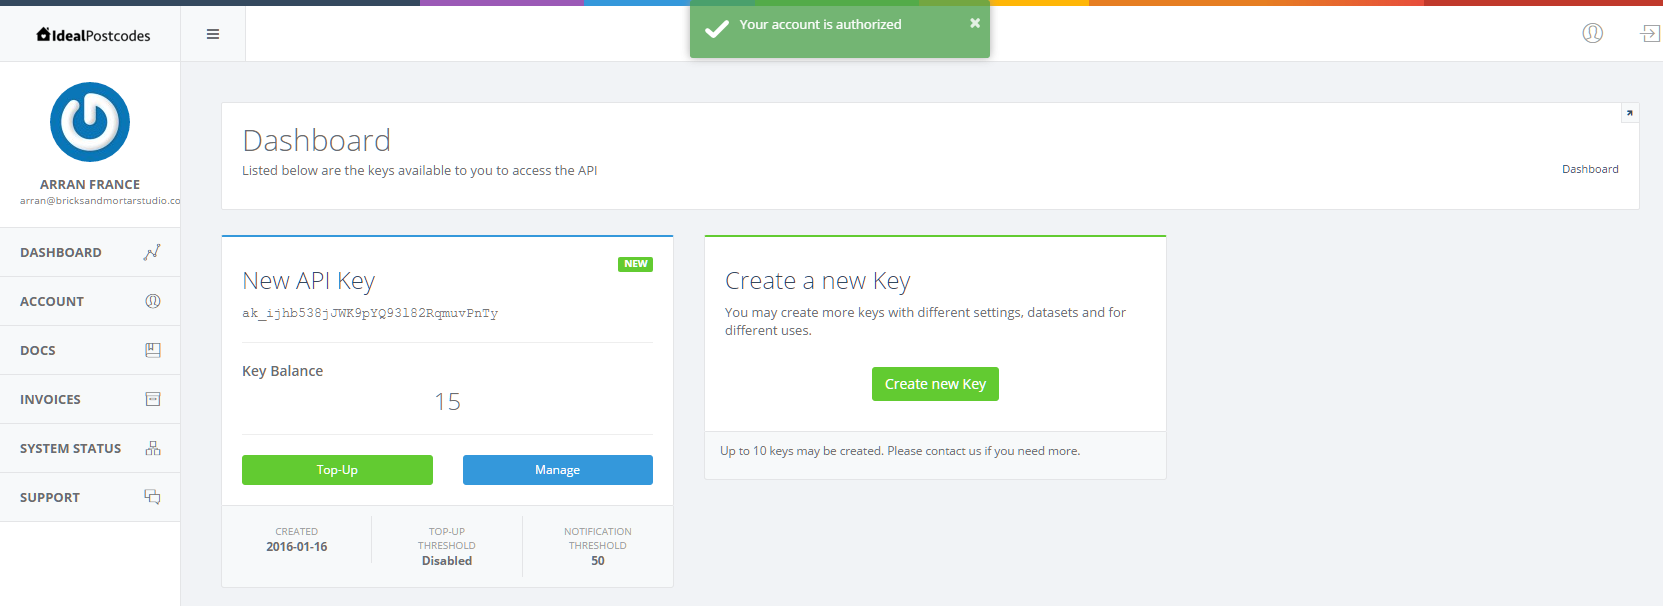 Your account is authorized
IdealPostcodes
ARRAN FRANCE
arran@bricksandmortarstudio.co
DASHBOARD
ACCOUNT
DOCS
INVOICES
SYSTEM STATUS
SUPPORT
Dashboard
Listed below are the keys available to you to access the API
Dashboard
NEW
New API Key
ak_ijhb538jJWK9pYQ93l82RqmuvPnTy
Key Balance
15
Top-Up
Manage
CREATED
2016-01-16
TOP-UP
THRESHOLD
Disabled
NOTIFICATION
THRESHOLD
50
Create a new Key
You may create more keys with different settings, datasets and for
different uses.
Create new Key
Up to 10 keys may be created. Please contact us if you need more.